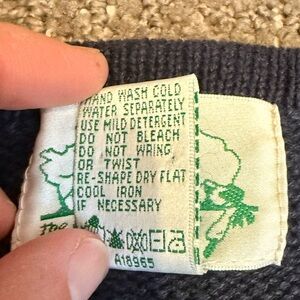 HAND WASH COLD
WATER SEPARATELY
USE MILD DETERGENT
DO NOT BLEACH
DO NOT WRING
OR TWIST
RE-SHAPE DRY FLAT
COOL IRON
IF NECESSARY
the
A18965